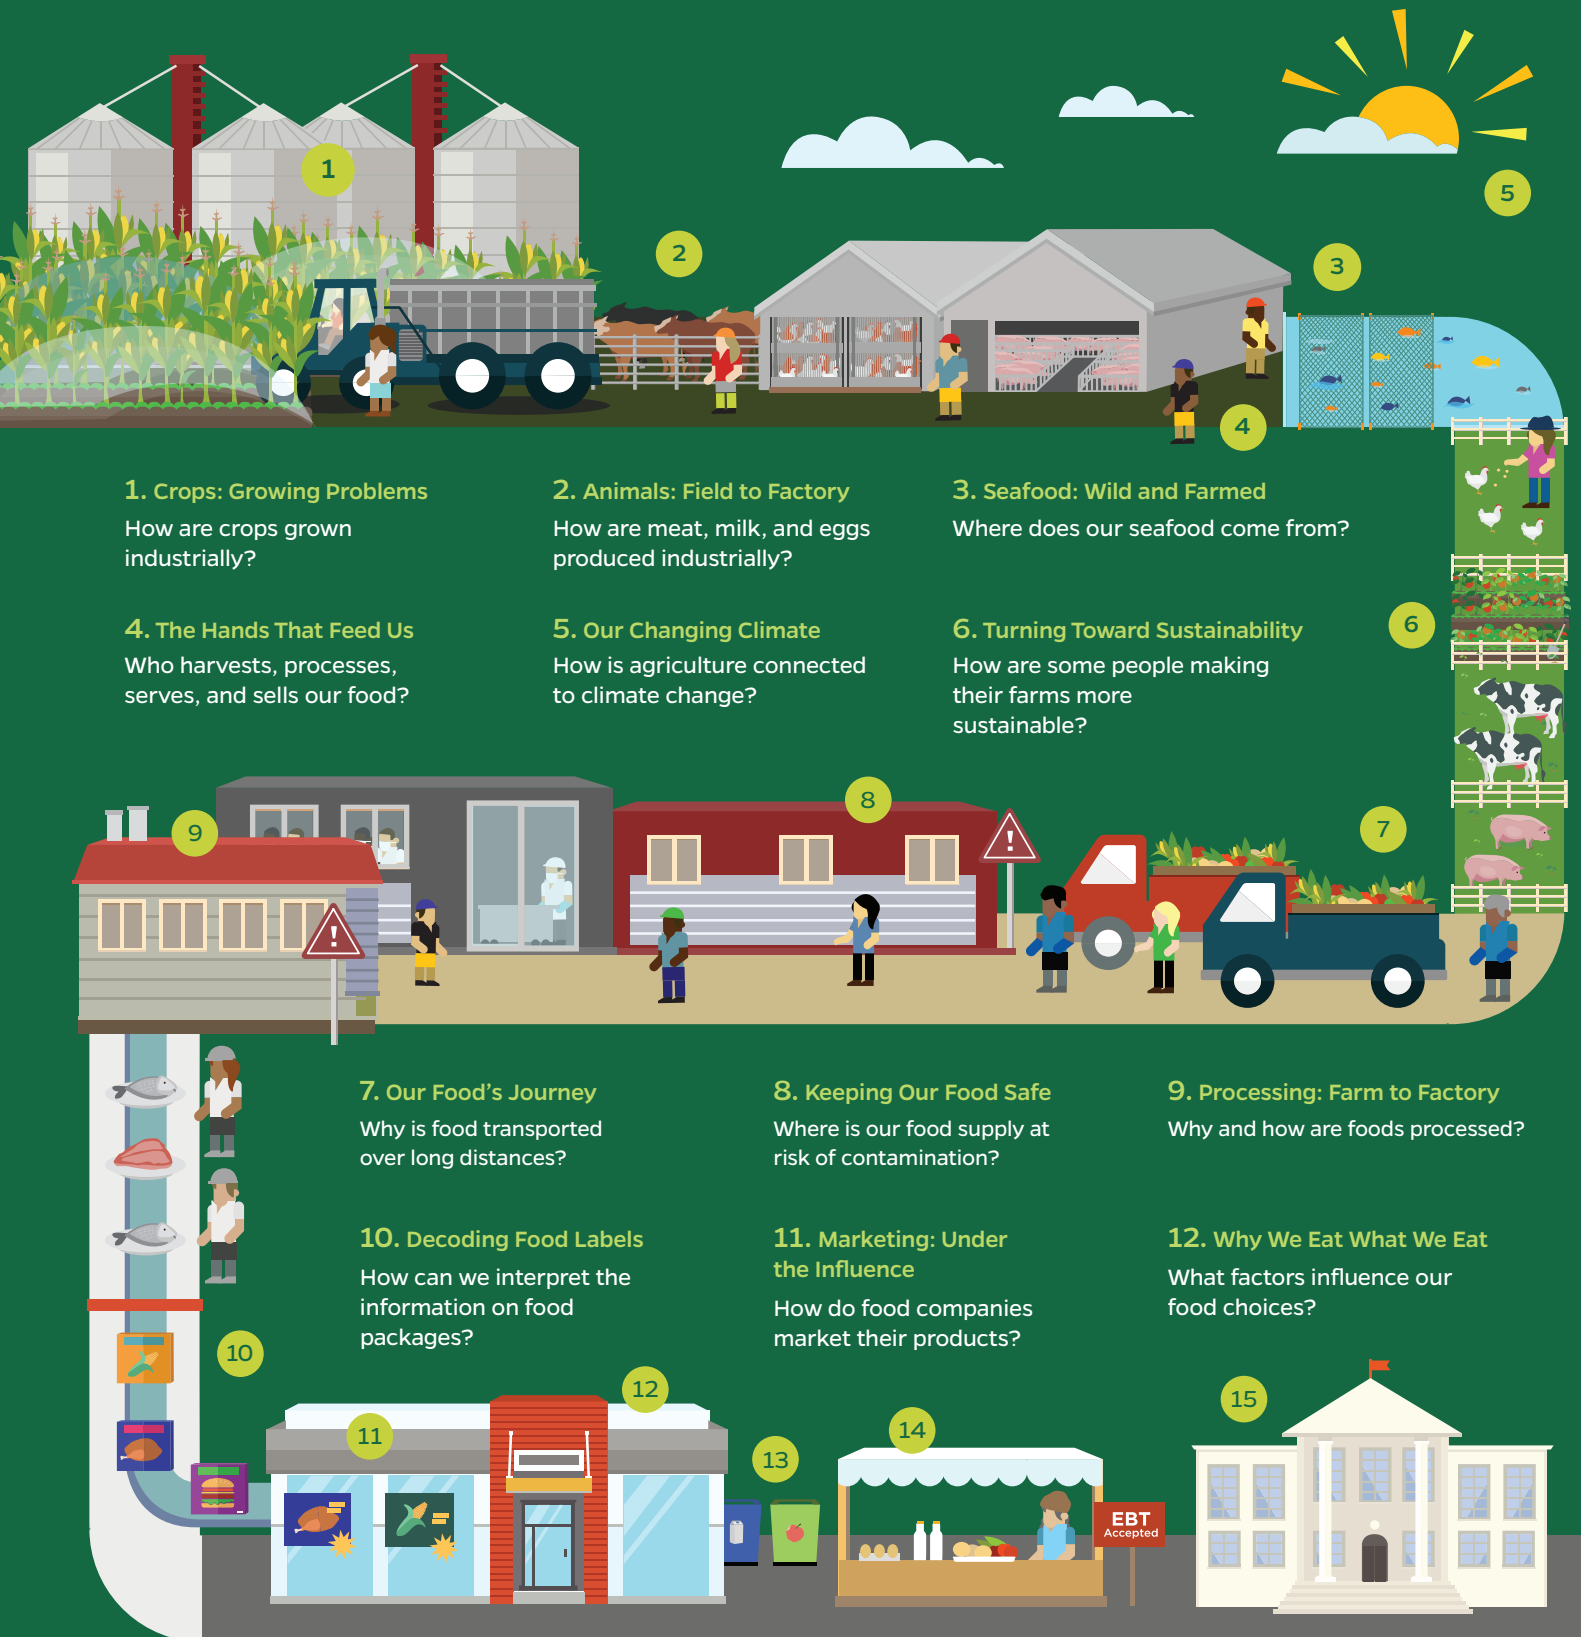 1
2
3
5
4
1. Crops: Growing Problems
How are crops grown
industrially?
2. Animals: Field to Factory
How are meat, milk, and eggs
produced industrially?
3. Seafood: Wild and Farmed
Where does our seafood come from?
4. The Hands That Feed Us
Who harvests, processes,
serves, and sells our food?
5. Our Changing Climate
How is agriculture connected
to climate change?
6. Turning Toward Sustainability
How are some people making
their farms more
sustainable?
6
9
8
7
!
!
7. Our Food’s Journey
Why is food transported
over long distances?
8. Keeping Our Food Safe
Where is our food supply at
risk of contamination?
9. Processing: Farm to Factory
Why and how are foods processed?
10. Decoding Food Labels
How can we interpret the
information on food
packages?
11. Marketing: Under
the Influence
How do food companies
market their products?
12. Why We Eat What We Eat
What factors influence our
food choices?
10
11
12
13
14
15
EBT
Accepted